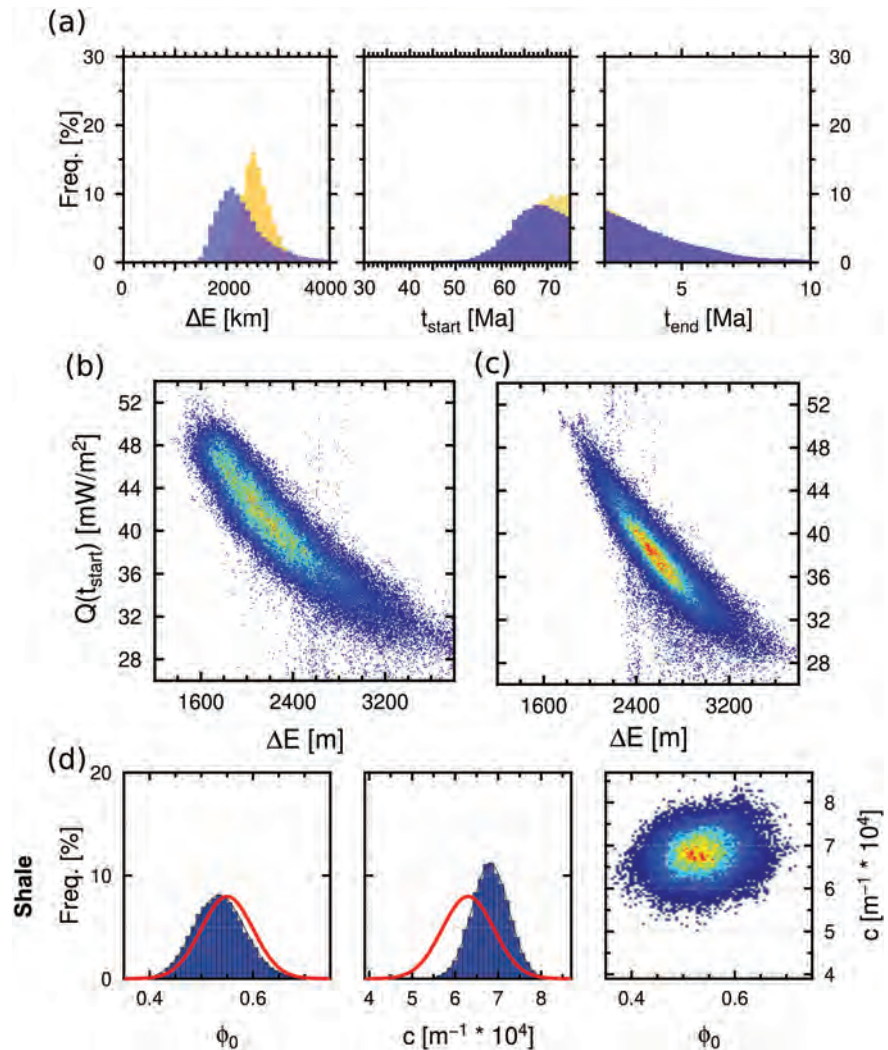 (a)
30 30
20 20
10 10
0 0
Freq. [%]
0 2000 4000 30 40 50 60 70 5 10
ΔE [km] t_start [Ma] t_end [Ma]
(b) (c)
52 52
48 48
44 44
40 40
36 36
32 32
28 28
Q(t_start) [mW/m²]
1600 2400 3200 1600 2400 3200
ΔE [m] ΔE [m]
(d)
20
10
0
Shale
Freq. [%]
8
7
6
5
4
c [m⁻¹ * 10⁴]
0.4 0.6 4 5 6 7 8 0.4 0.6
ϕ₀ c [m⁻¹ * 10⁴] ϕ₀